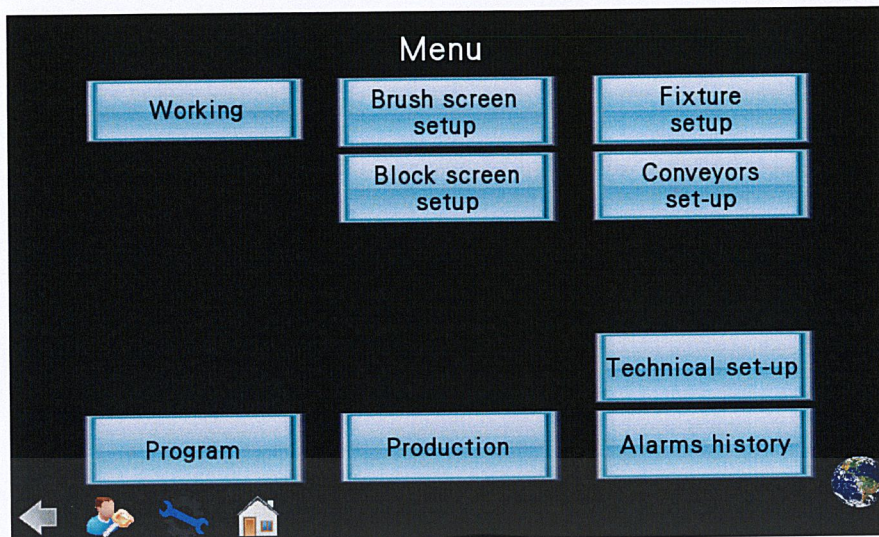 Menu
Working
Brush screen
setup
Fixture
setup
Block screen
setup
Conveyors
set-up
Technical set-up
Program
Production
Alarms history